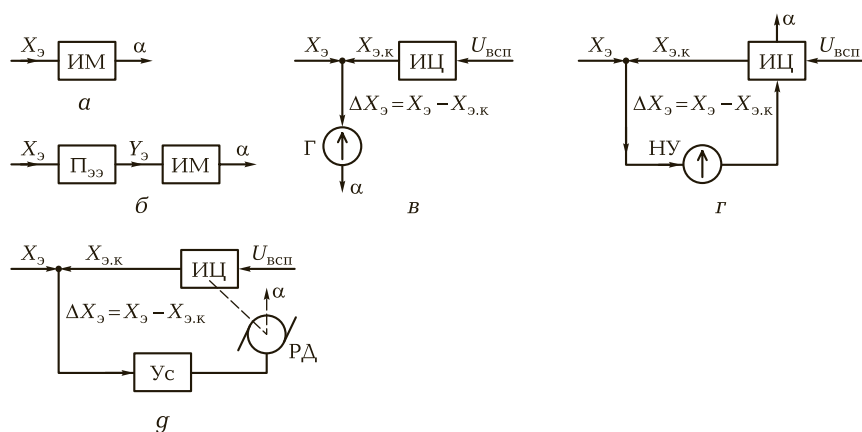 Xэ ИМ α
а
Xэ Пээ Yэ ИМ α
б
Xэ Xэ.к ИЦ Uвсп
ΔXэ = Xэ − Xэ.к
Г
α
в
α
Xэ Xэ.к ИЦ Uвсп
ΔXэ = Xэ − Xэ.к
НУ
г
Xэ Xэ.к ИЦ Uвсп
α
ΔXэ = Xэ − Xэ.к
РД
Ус
д